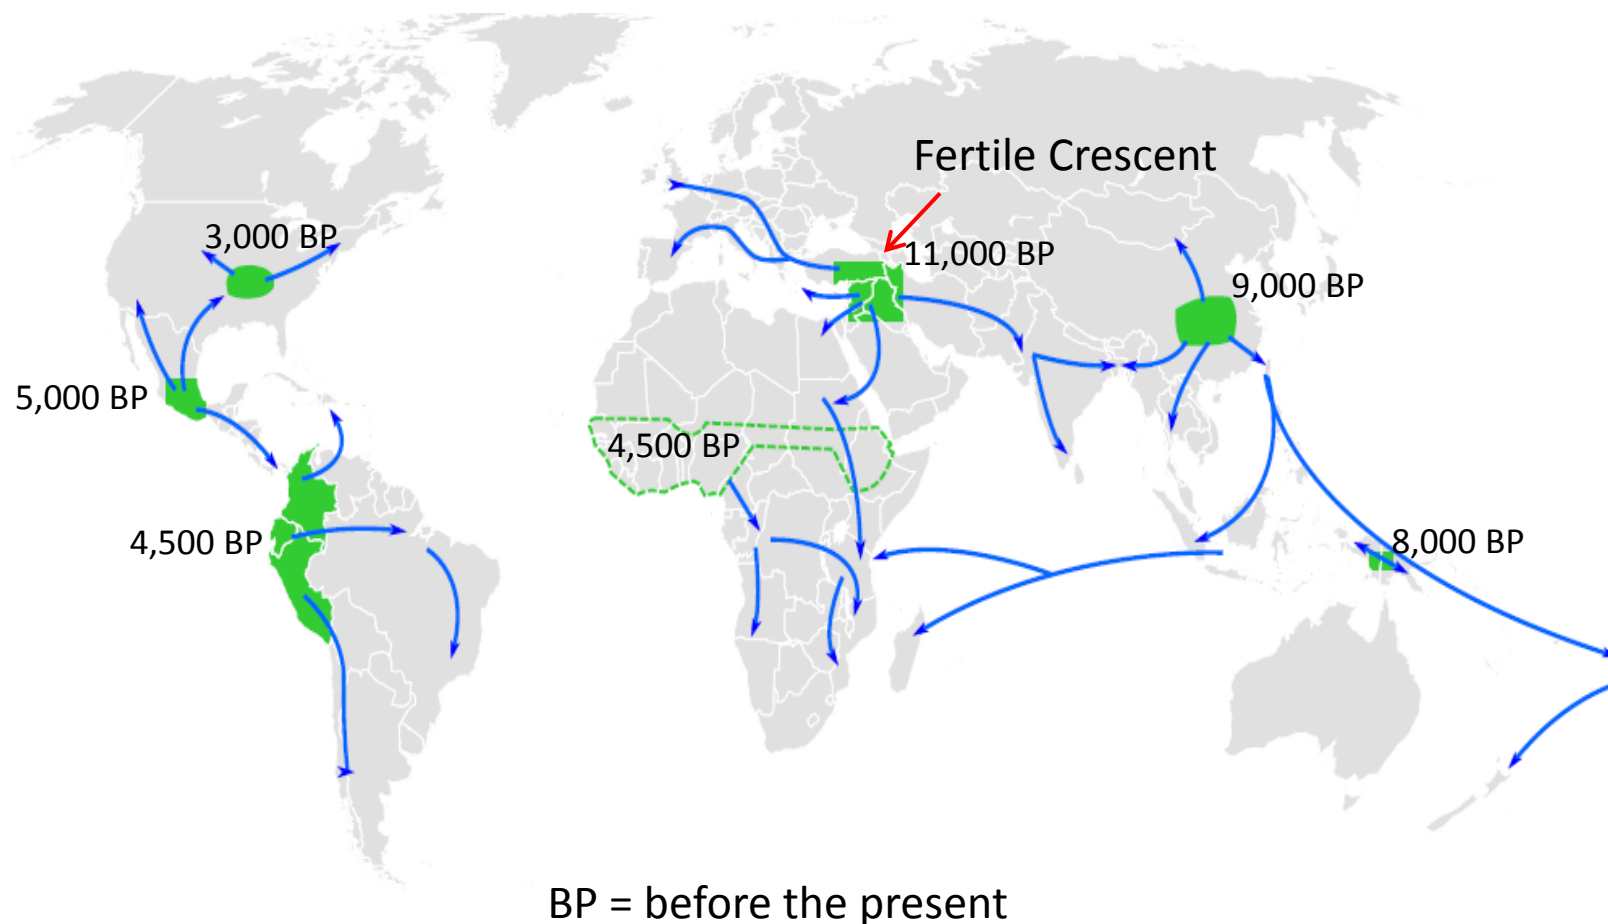 Fertile Crescent
3,000 BP
11,000 BP
9,000 BP
5,000 BP
4,500 BP
4,500 BP
8,000 BP
BP = before the present